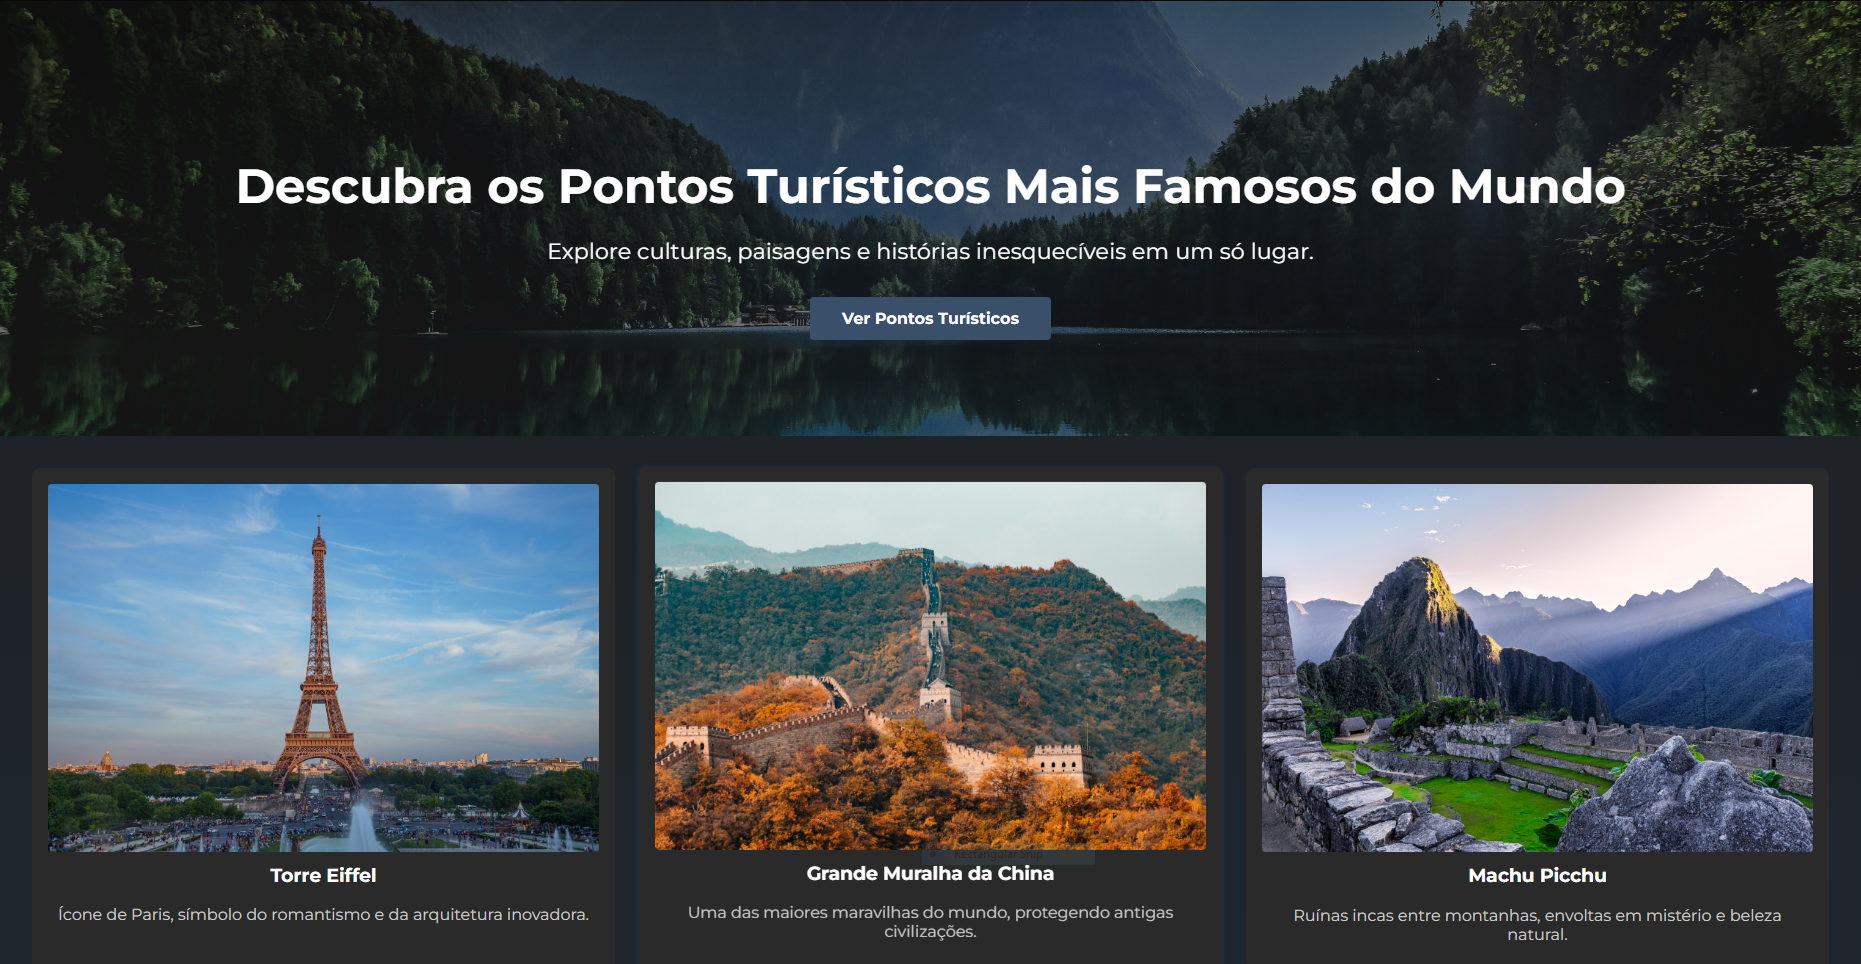 Descubra os Pontos Turísticos Mais Famosos do Mundo
Explore culturas, paisagens e histórias inesquecíveis em um só lugar.
Ver Pontos Turísticos
Torre Eiffel
Ícone de Paris, símbolo do romantismo e da arquitetura inovadora.
Rectangular Snip
Grande Muralha da China
Uma das maiores maravilhas do mundo, protegendo antigas
civilizações.
Machu Picchu
Ruínas incas entre montanhas, envoltas em mistério e beleza
natural.